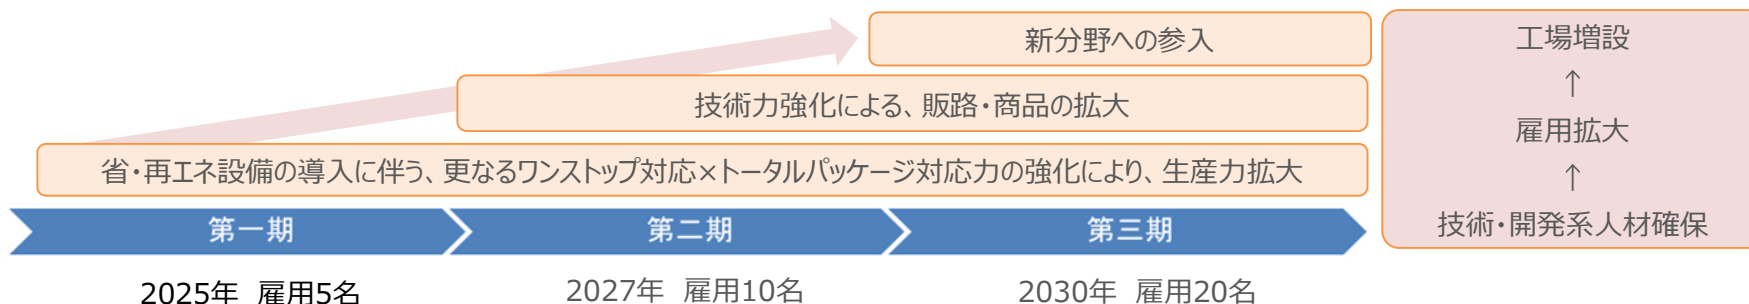 新分野への参入
技術力強化による、販路・商品の拡大
省・再エネ設備の導入に伴う、更なるワンストップ対応×トータルパッケージ対応力の強化により、生産力拡大
第一期
第二期
第三期
2025年 雇用5名
2027年 雇用10名
2030年 雇用20名
工場増設
↑
雇用拡大
↑
技術・開発系人材確保